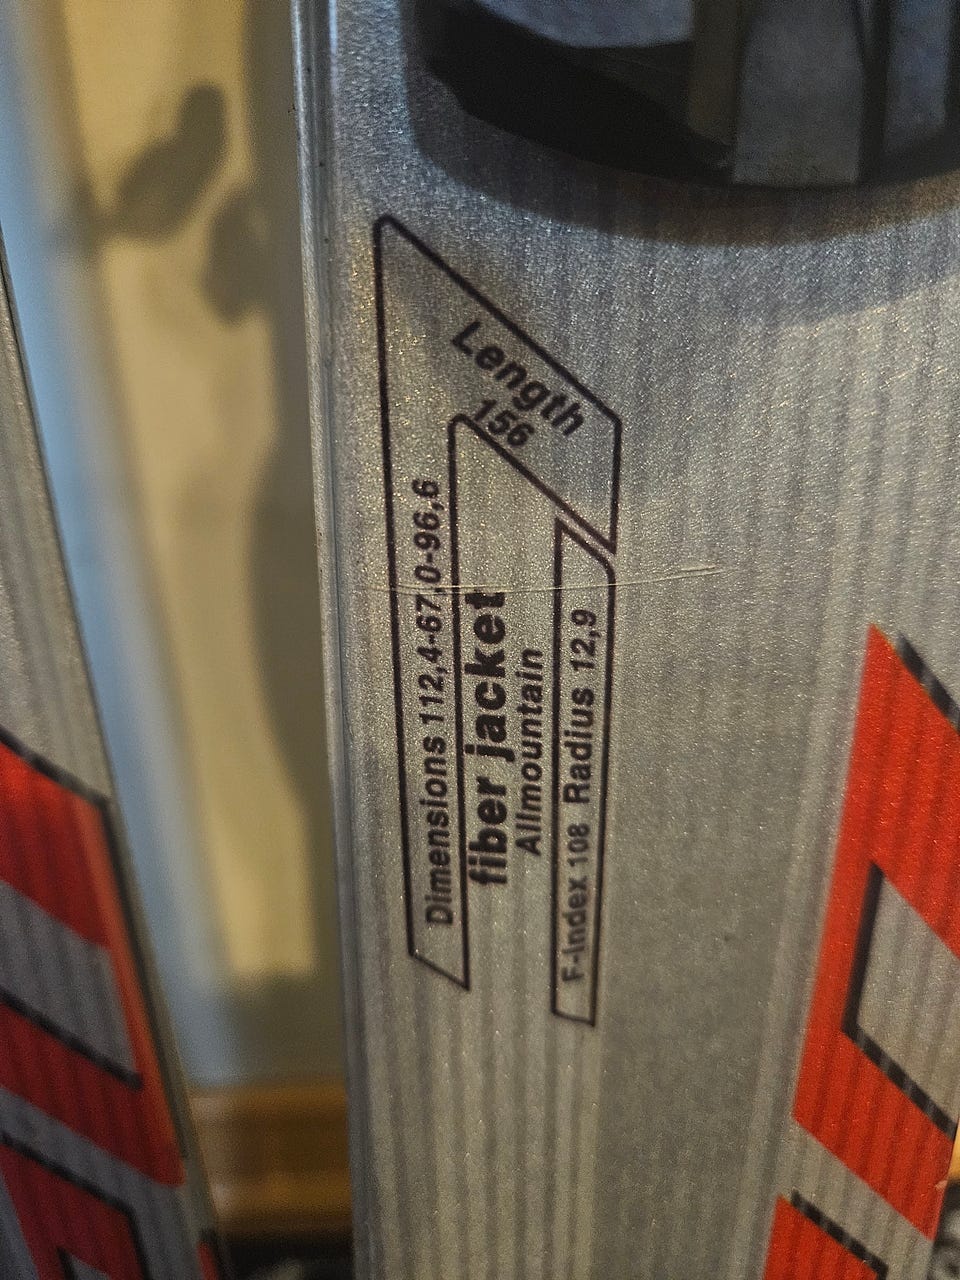 Length
156
Dimensions 112,4-67,0-96,6
fiber jacket
Allmountain
F-Index 108 Radius 12,9